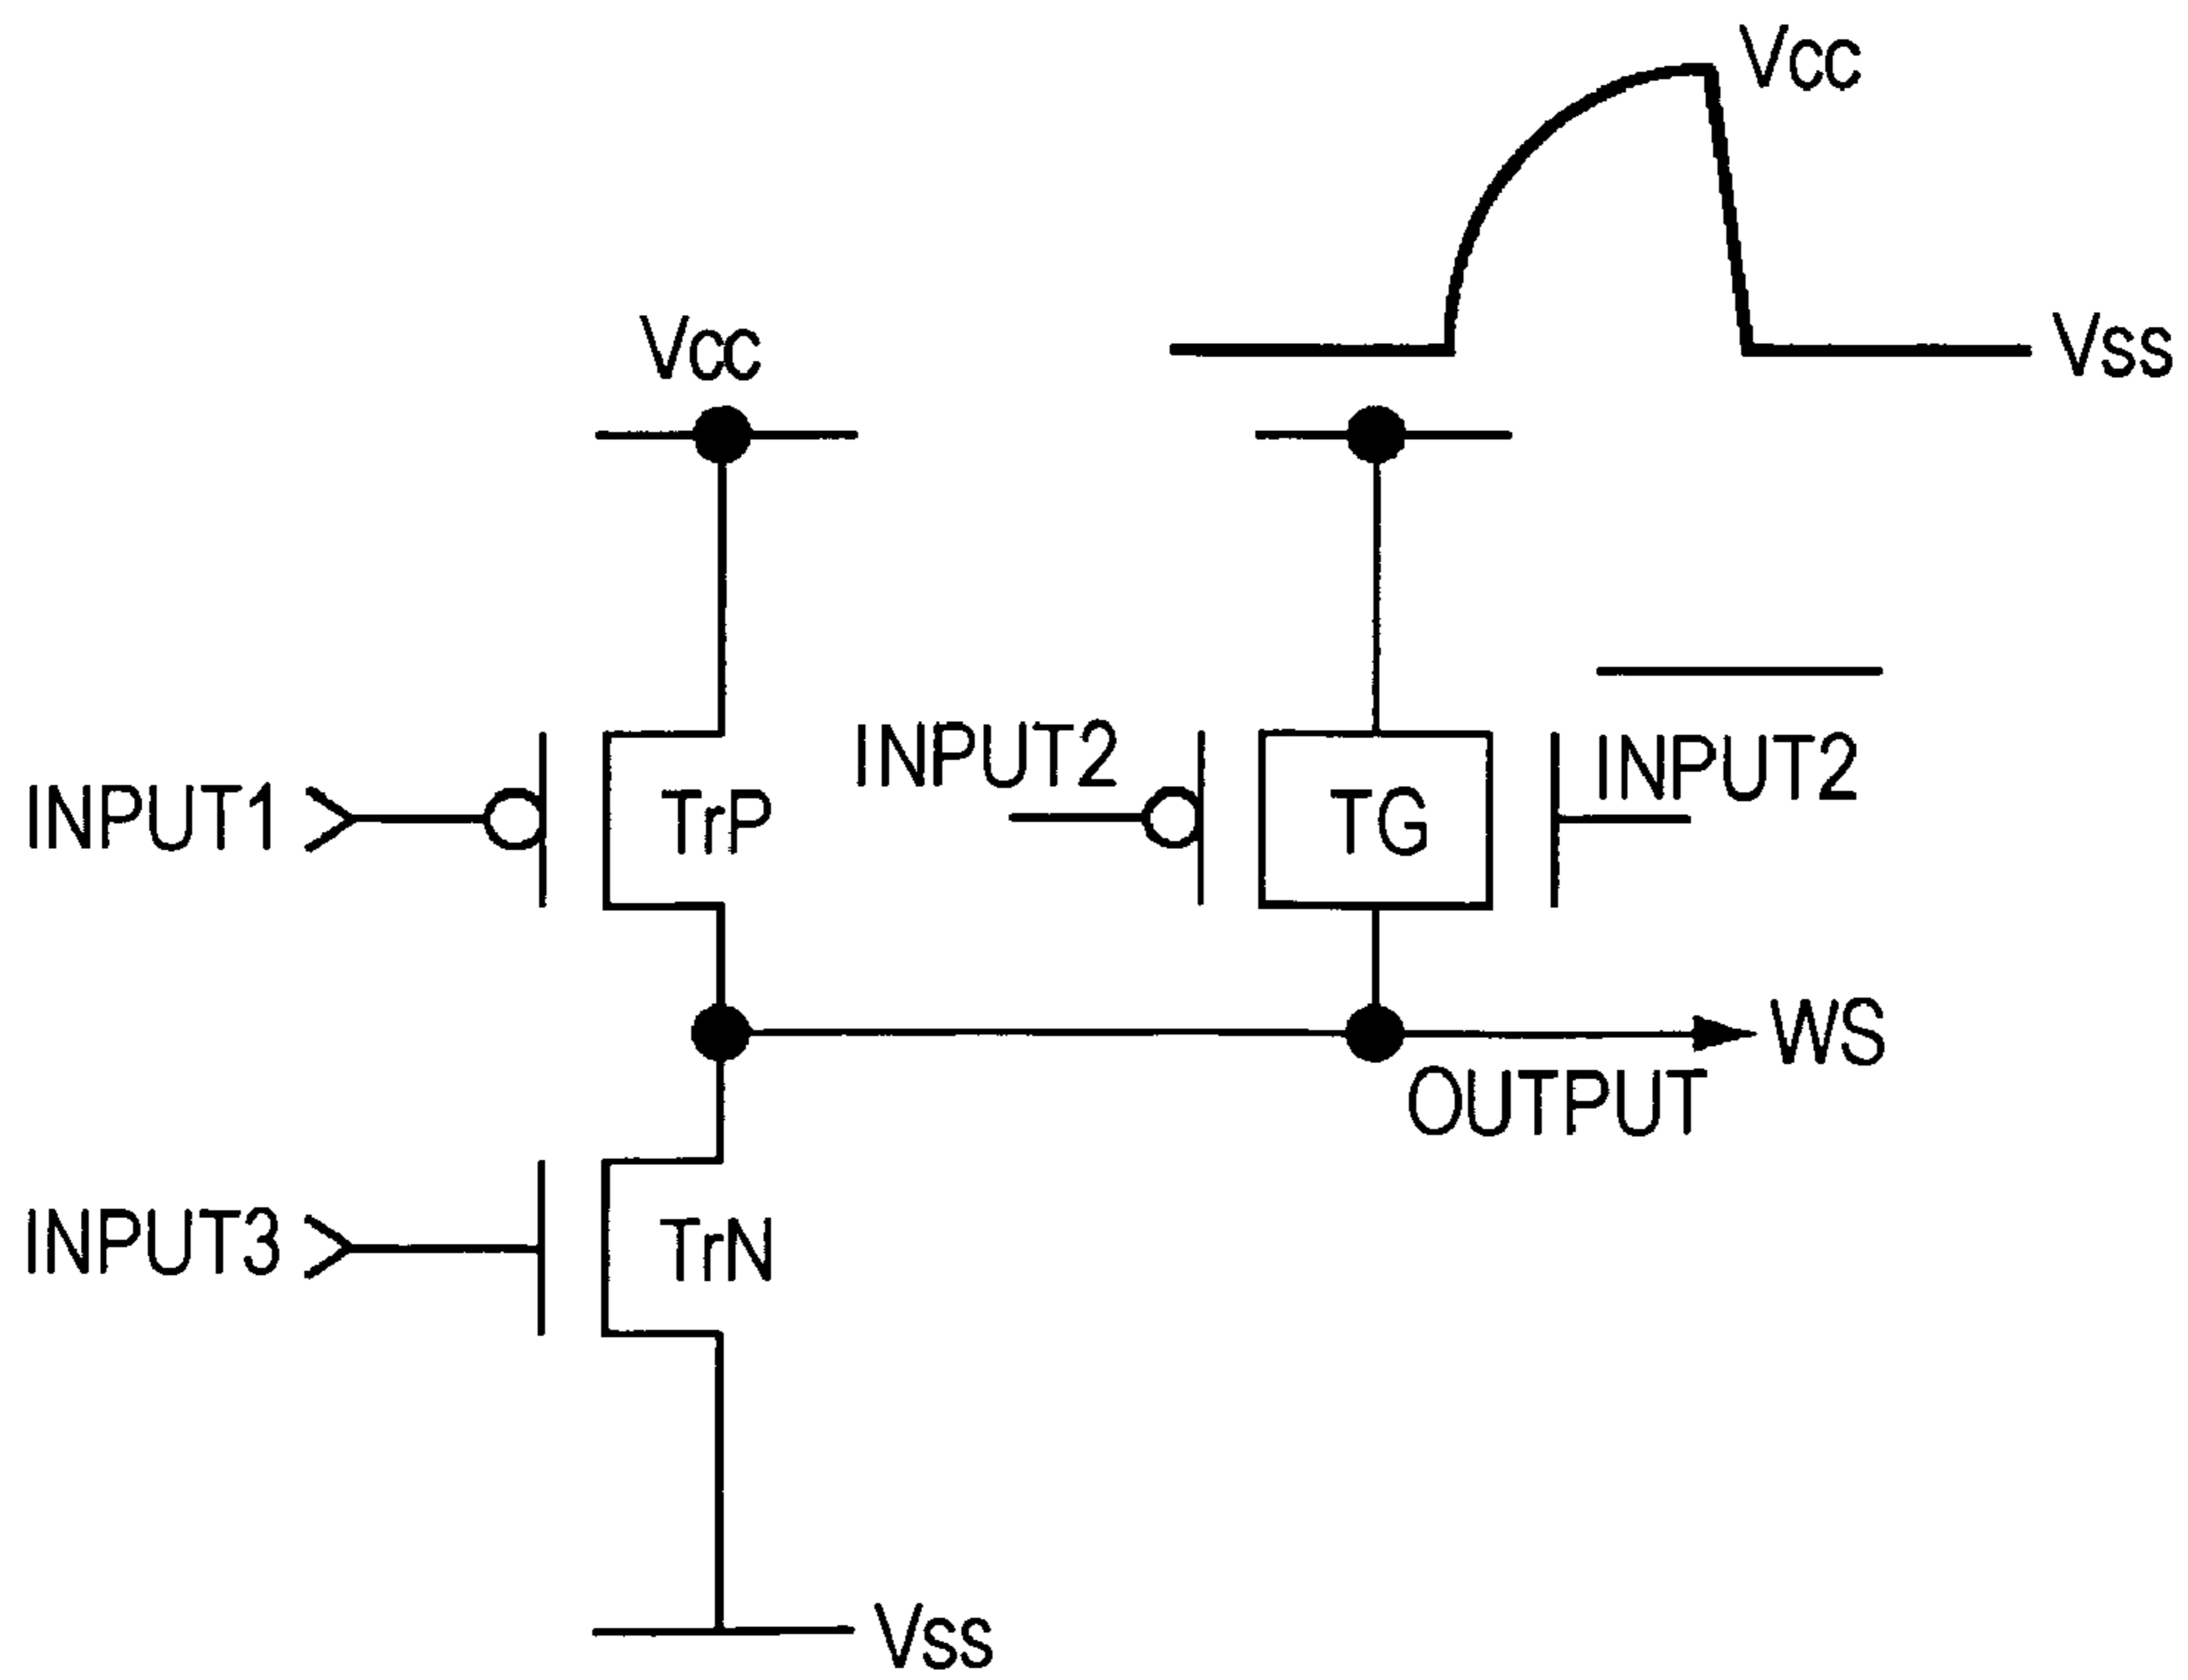 Vcc
Vcc
Vss
INPUT1
TrP
INPUT2
TG
INPUT2
WS
OUTPUT
INPUT3
TrN
Vss